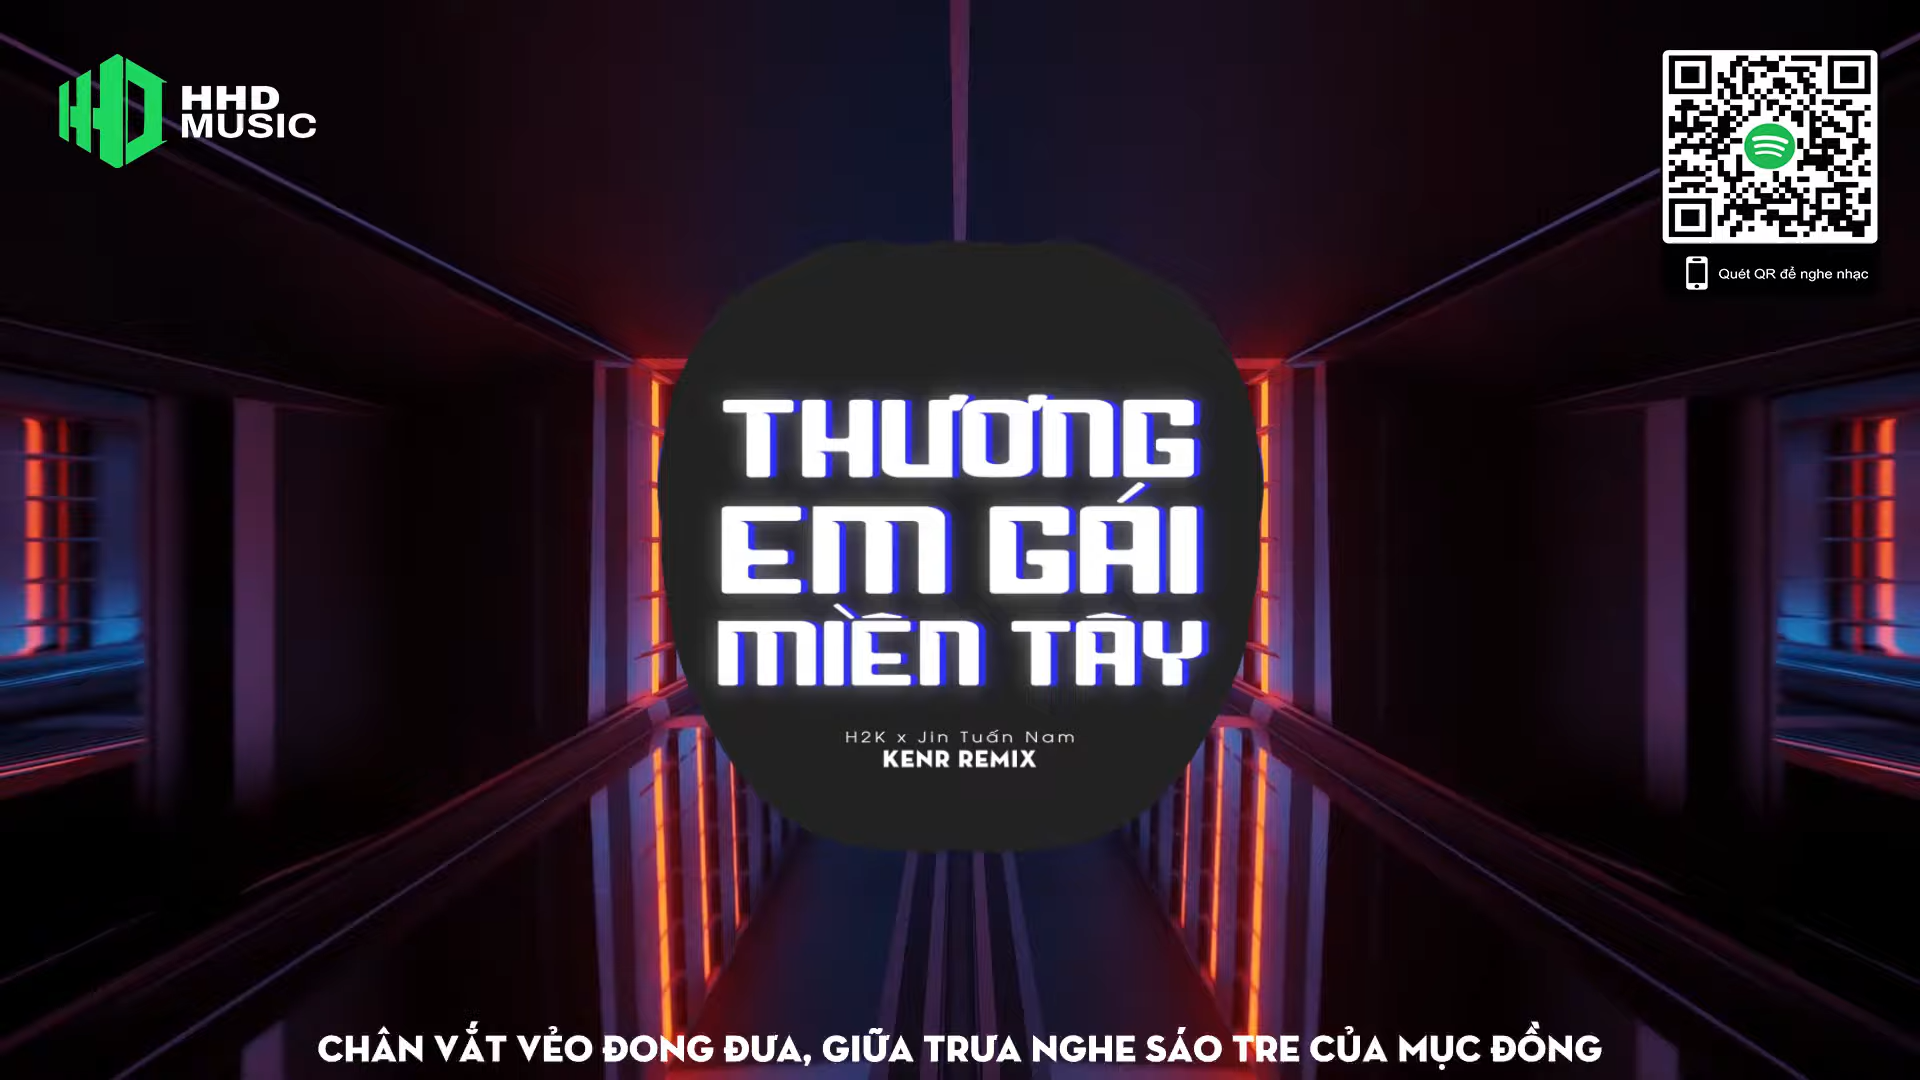 HHD
MUSIC
Quét QR để nghe nhạc
THƯƠNG
EM GÁI
MIỀN TÂY
H2K x Jin Tuấn Nam
KENR REMIX
CHÂN VẮT VẺO ĐONG ĐƯA, GIỮA TRƯA NGHE SÁO TRE CỦA MỤC ĐỒNG